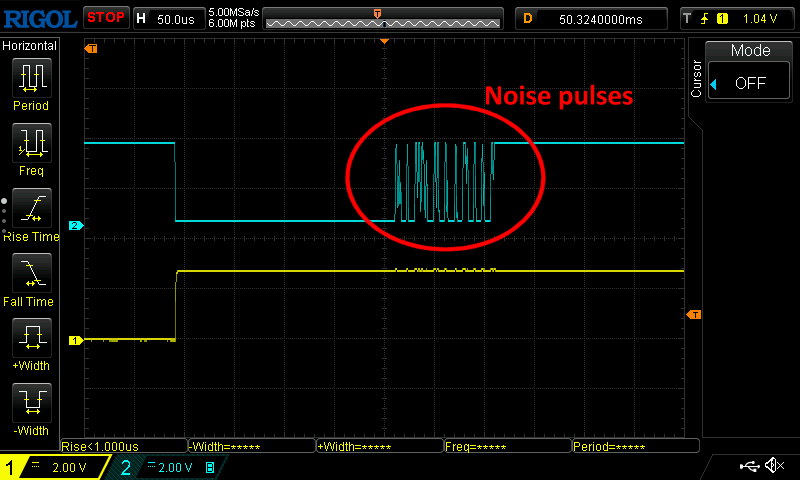 RIGOL STOP H 50.0us 5.00MSa/s 6.00M pts T D 50.3240000ms T 1 1.04 V
Horizontal
Period
Freq
Rise Time
Fall Time
+Width
-Width
T
Noise pulses
2
1
T
Cursor
Mode
OFF
Rise<1.000us -Width=***** +Width=***** Freq=***** Period=*****
1 2.00 V 2 2.00 V B